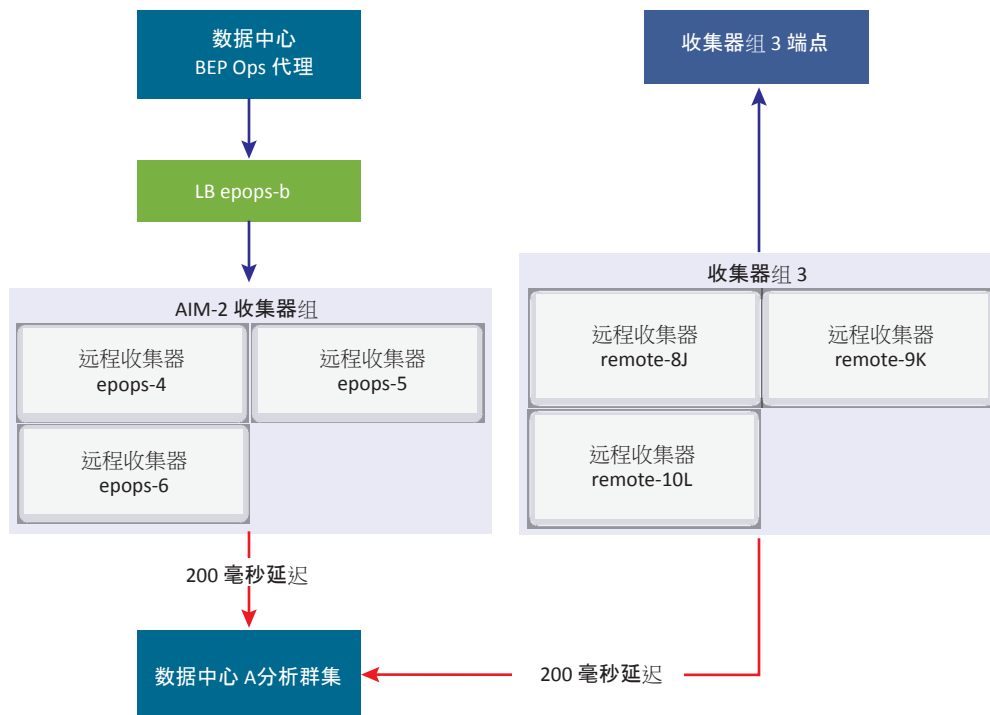 数据中心
BEP Ops 代理
LB epops-b
AIM-2 收集器组
远程收集器
epops-4
远程收集器
epops-5
远程收集器
epops-6
200 毫秒延迟
数据中心 A分析群集
收集器组 3 端点
收集器组 3
远程收集器
remote-8J
远程收集器
remote-9K
远程收集器
remote-10L
200 毫秒延迟